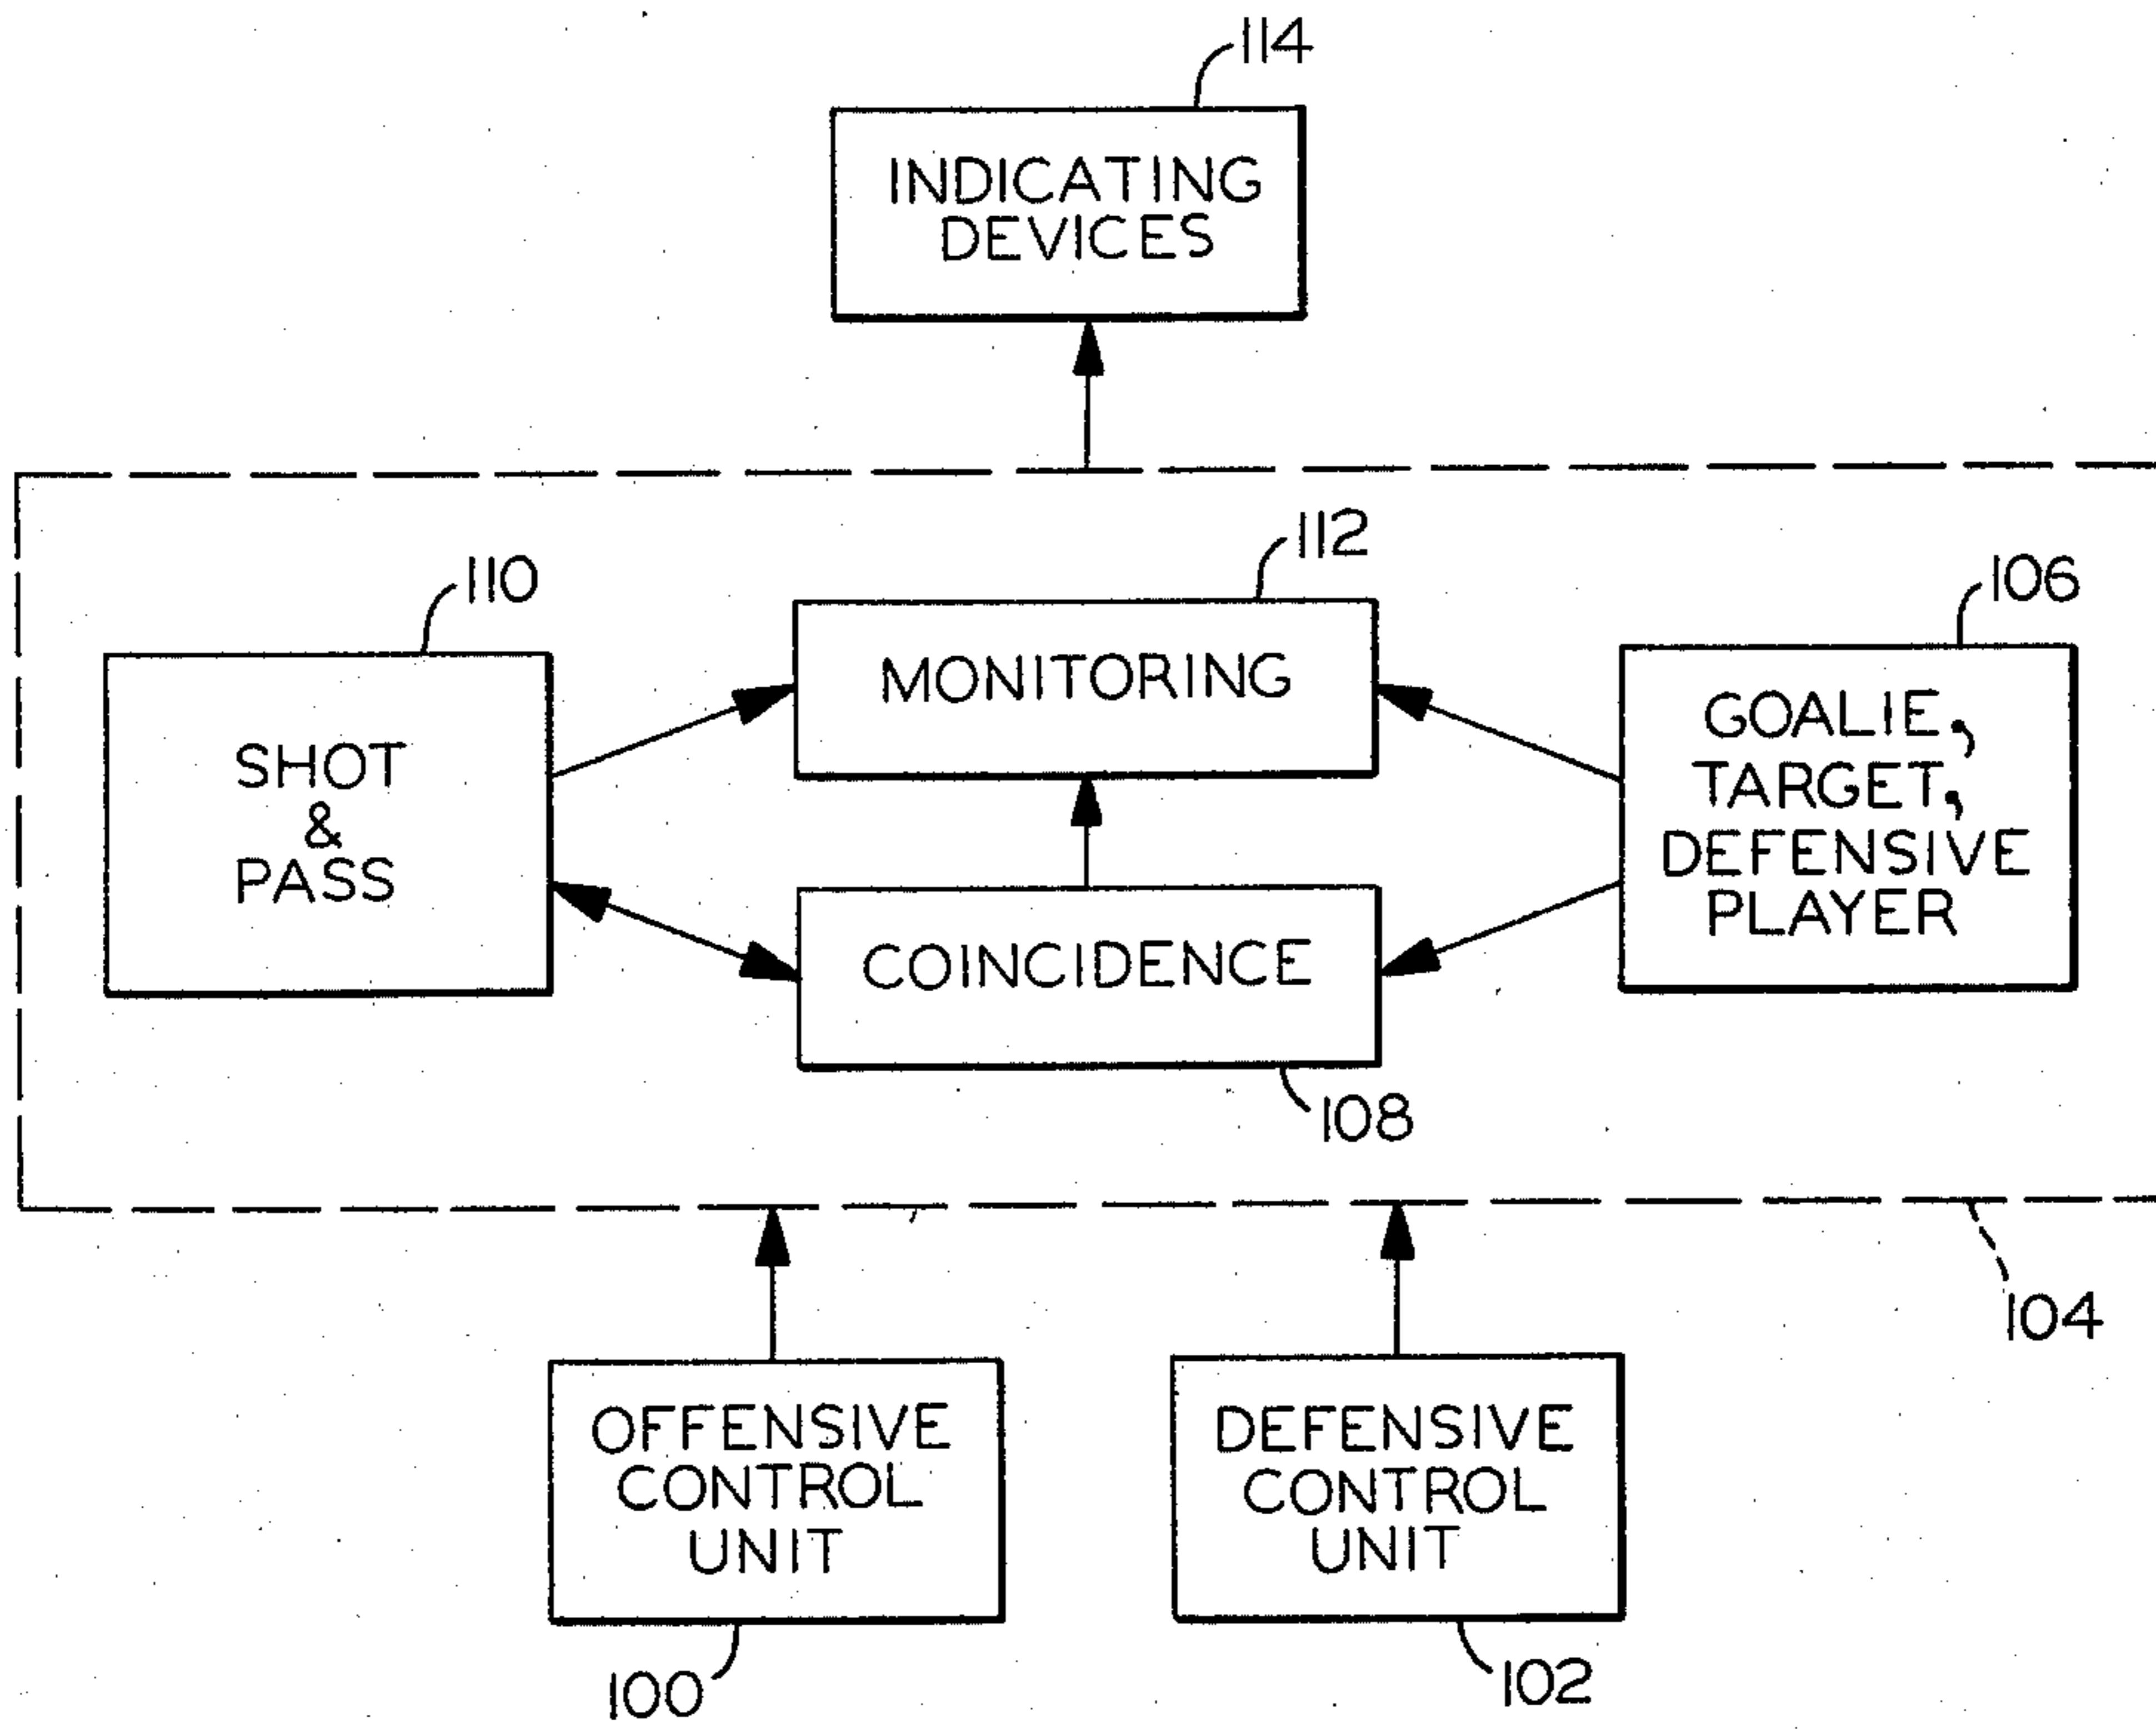 114
INDICATING
DEVICES
112
110
106
MONITORING
SHOT
&
PASS
GOALIE,
TARGET,
DEFENSIVE
PLAYER
COINCIDENCE
108
104
OFFENSIVE
CONTROL
UNIT
DEFENSIVE
CONTROL
UNIT
100
102